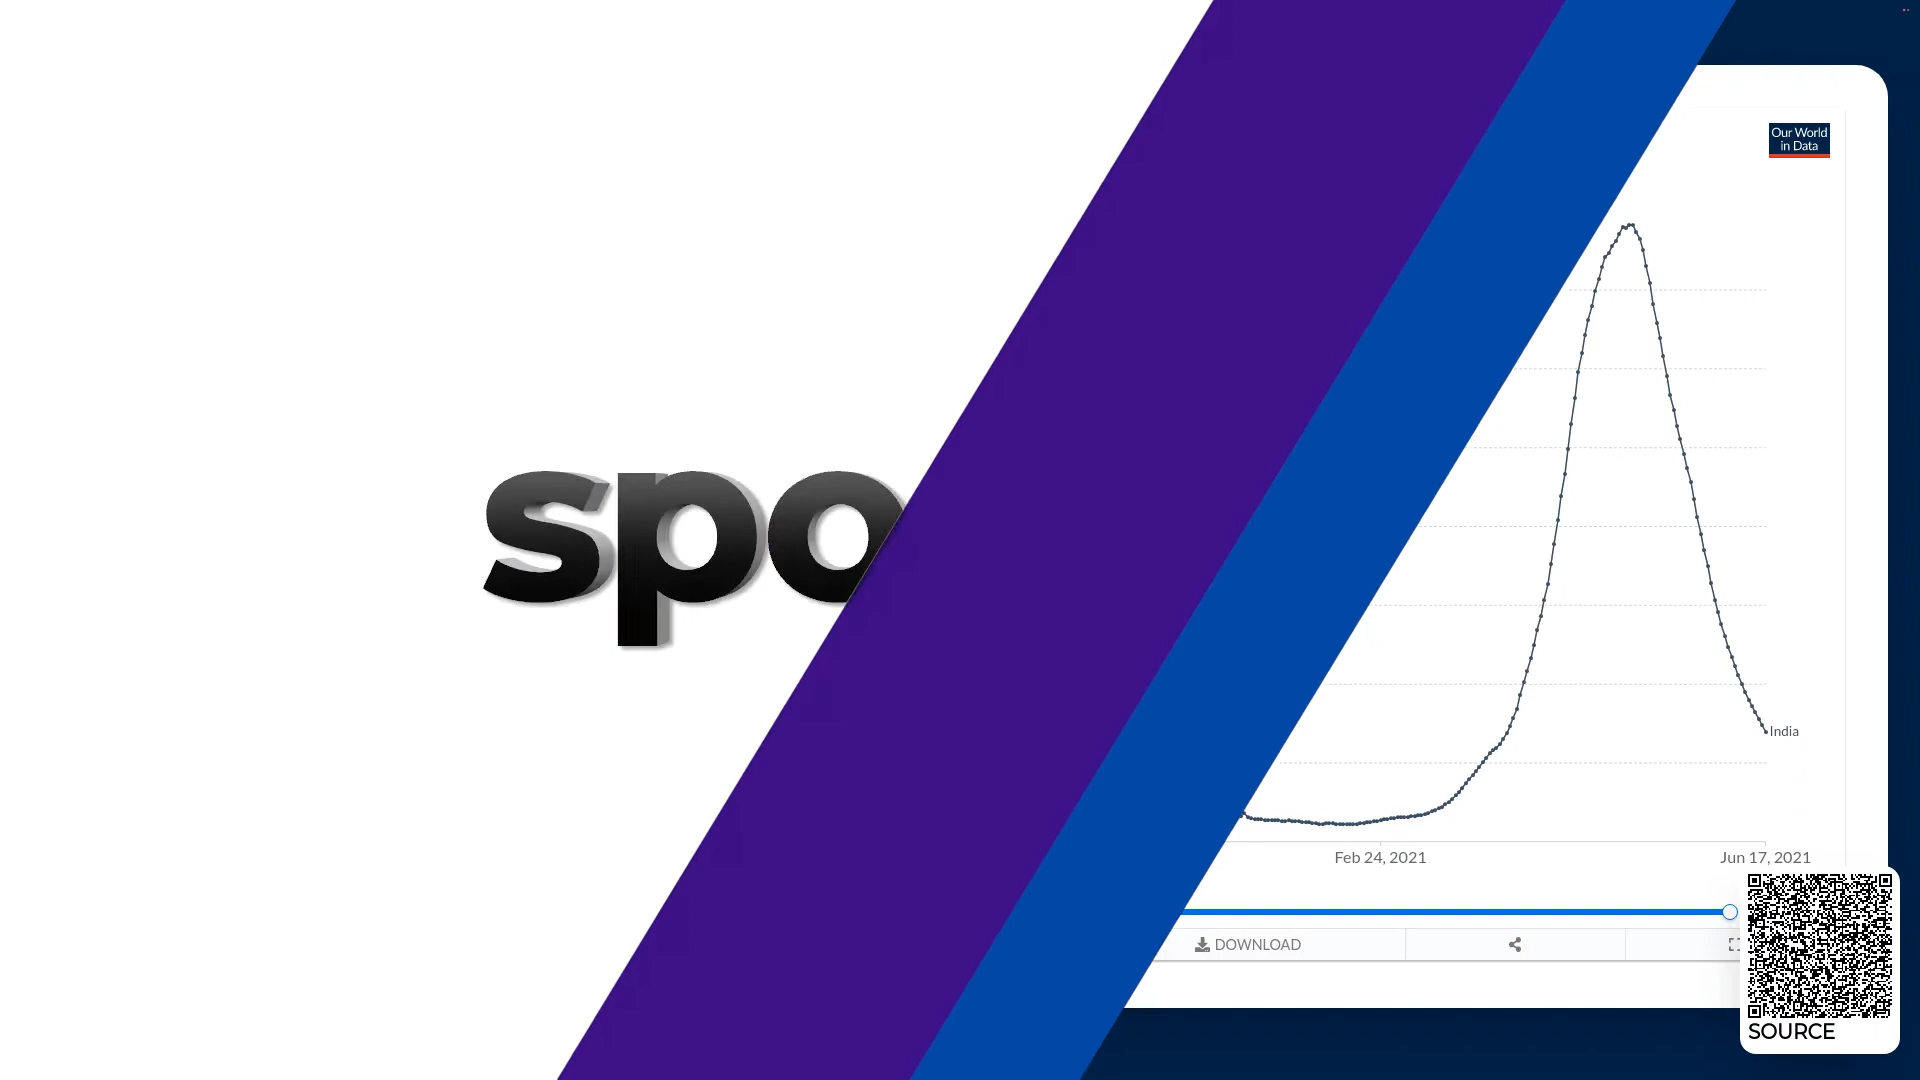 spo
Our World
in Data
India
Feb 24, 2021
Jun 17, 2021
DOWNLOAD
SOURCE